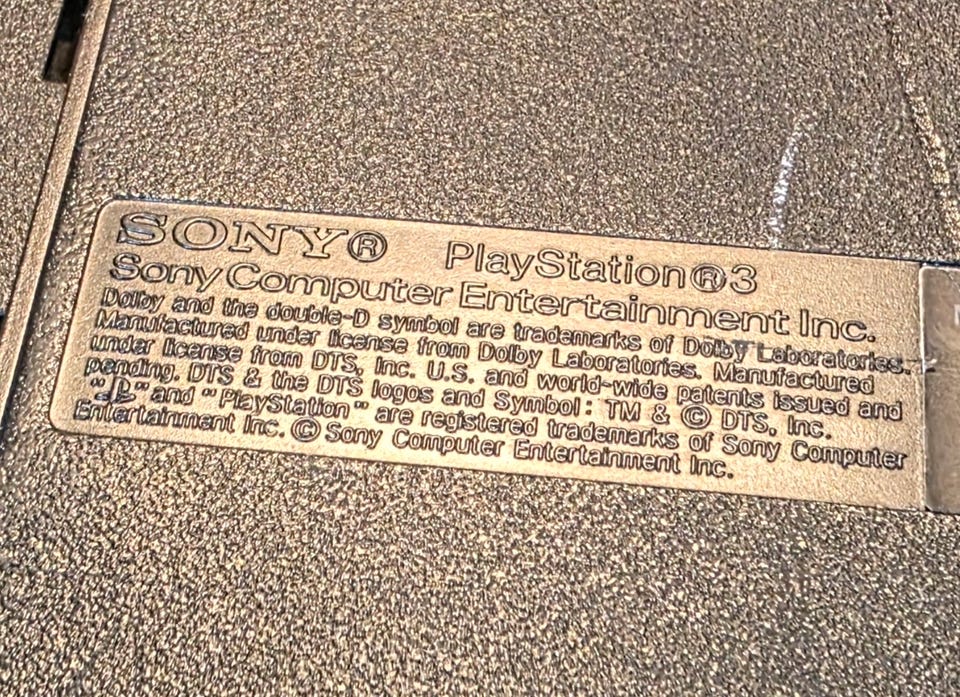 SONY® PlayStation®3
Sony Computer Entertainment Inc.
Dolby and the double-D symbol are trademarks of Dolby Laboratories.
Manufactured under license from Dolby Laboratories. Manufactured
under license from DTS, Inc. U.S. and world-wide patents issued and
pending. DTS & the DTS logos and Symbol: TM & © DTS, Inc.
" " and "PlayStation" are registered trademarks of Sony Computer
Entertainment Inc. © Sony Computer Entertainment Inc.